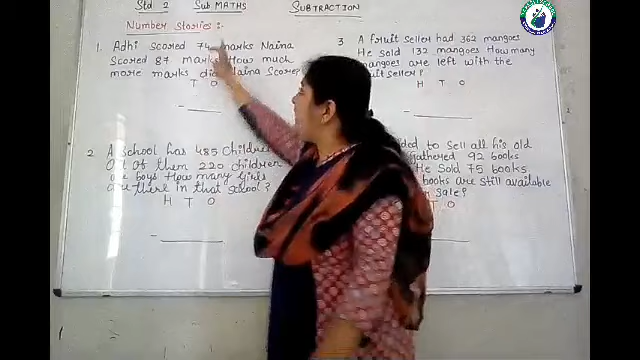 Std 2 Sub MATHS SUBTRACTION
Number Stories :-
1. Adhi scored 74 marks Naina
Scored 87 marks How much
more marks did Naina Score?
T O
-
2 A School has 485 Children
Out of them 220 children
are boys How many Girls
are there in that school?
H T O
-
3 A fruit Seller had 362 mangoes
He Sold 132 mangoes How many
mangoes are left with the
fruit seller?
H T O
to Sell all his old
gathered 92 books
He Sold 75 books
books are still available
Sale?
T O